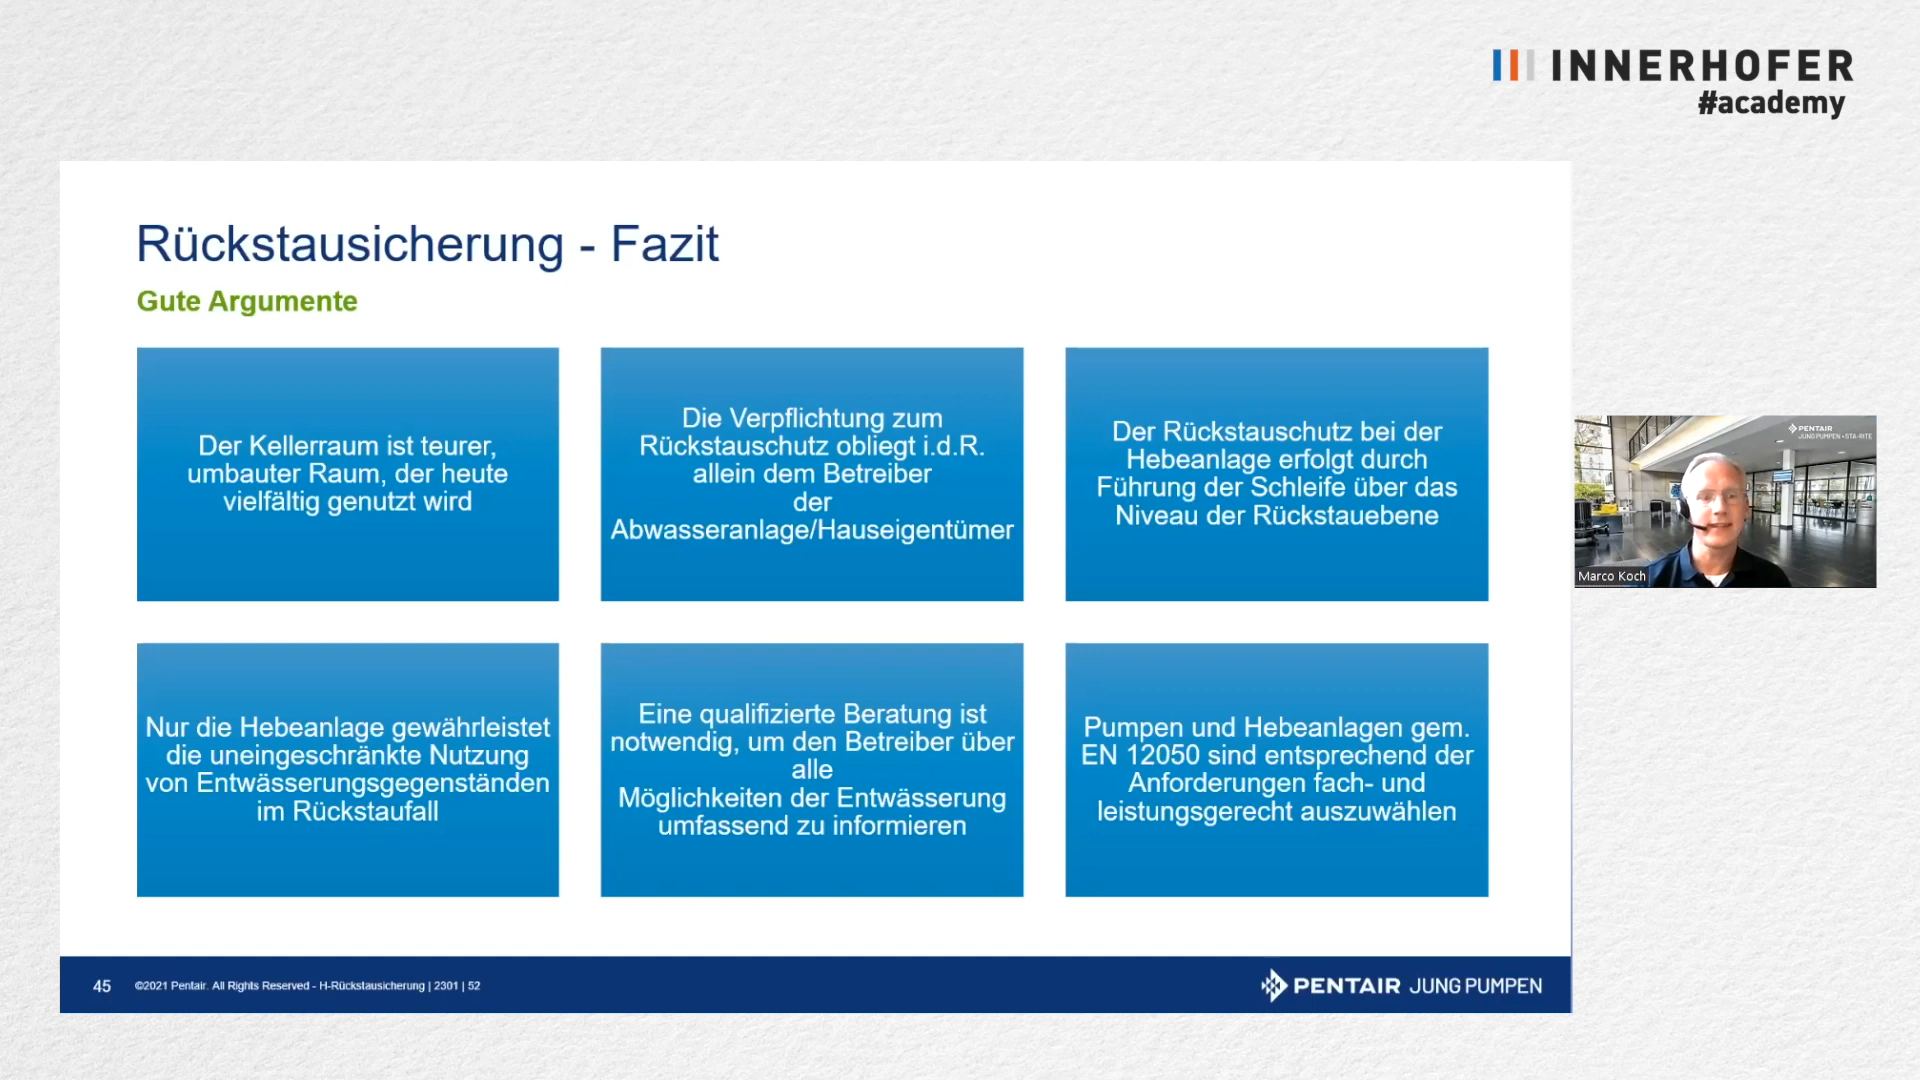 INNERHOFER
#academy
Rückstausicherung - Fazit
Gute Argumente
Der Kellerraum ist teurer,
umbauter Raum, der heute
vielfältig genutzt wird
Die Verpflichtung zum
Rückstauschutz obliegt i.d.R.
allein dem Betreiber
der
Abwasseranlage/Hauseigentümer
Der Rückstauschutz bei der
Hebeanlage erfolgt durch
Führung der Schleife über das
Niveau der Rückstauebene
Nur die Hebeanlage gewährleistet
die uneingeschränkte Nutzung
von Entwässerungsgegenständen
im Rückstaufall
Eine qualifizierte Beratung ist
notwendig, um den Betreiber über
alle
Möglichkeiten der Entwässerung
umfassend zu informieren
Pumpen und Hebeanlagen gem.
EN 12050 sind entsprechend der
Anforderungen fach- und
leistungsgerecht auszuwählen
PENTAIR
JUNG PUMPEN • STA-RITE
Marco Koch
45
©2021 Pentair. All Rights Reserved - H-Rückstausicherung | 2301 | 52
PENTAIR JUNG PUMPEN